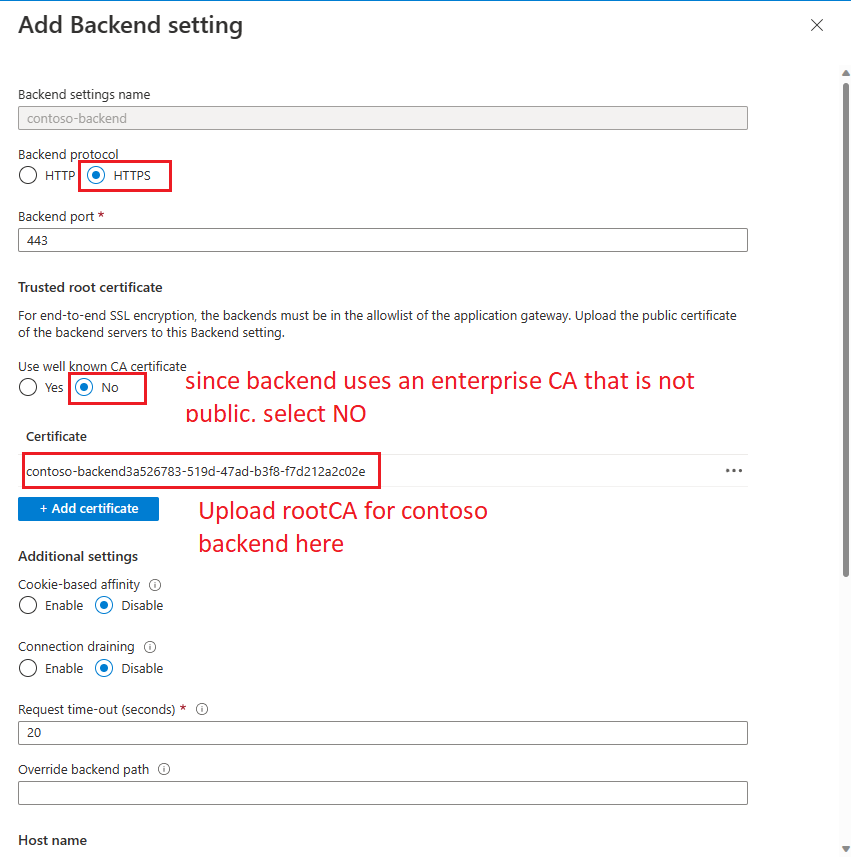 Add Backend setting
Backend settings name
contoso-backend
Backend protocol
HTTP HTTPS
Backend port *
443
Trusted root certificate
For end-to-end SSL encryption, the backends must be in the allowlist of the application gateway. Upload the public certificate
of the backend servers to this Backend setting.
Use well known CA certificate
Yes No
since backend uses an enterprise CA that is not
public. select NO
Certificate
contoso-backend3a526783-519d-47ad-b3f8-f7d212a2c02e
+ Add certificate
Upload rootCA for contoso
backend here
Additional settings
Cookie-based affinity
Enable Disable
Connection draining
Enable Disable
Request time-out (seconds) *
20
Override backend path
Host name